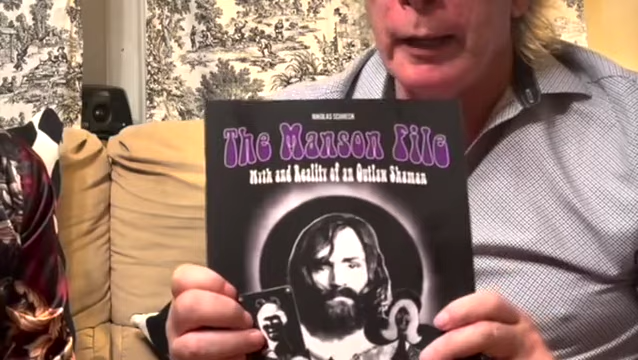 NIKOLAS SCHRECK
The Manson File
Myth and Reality of an Outlaw Shaman